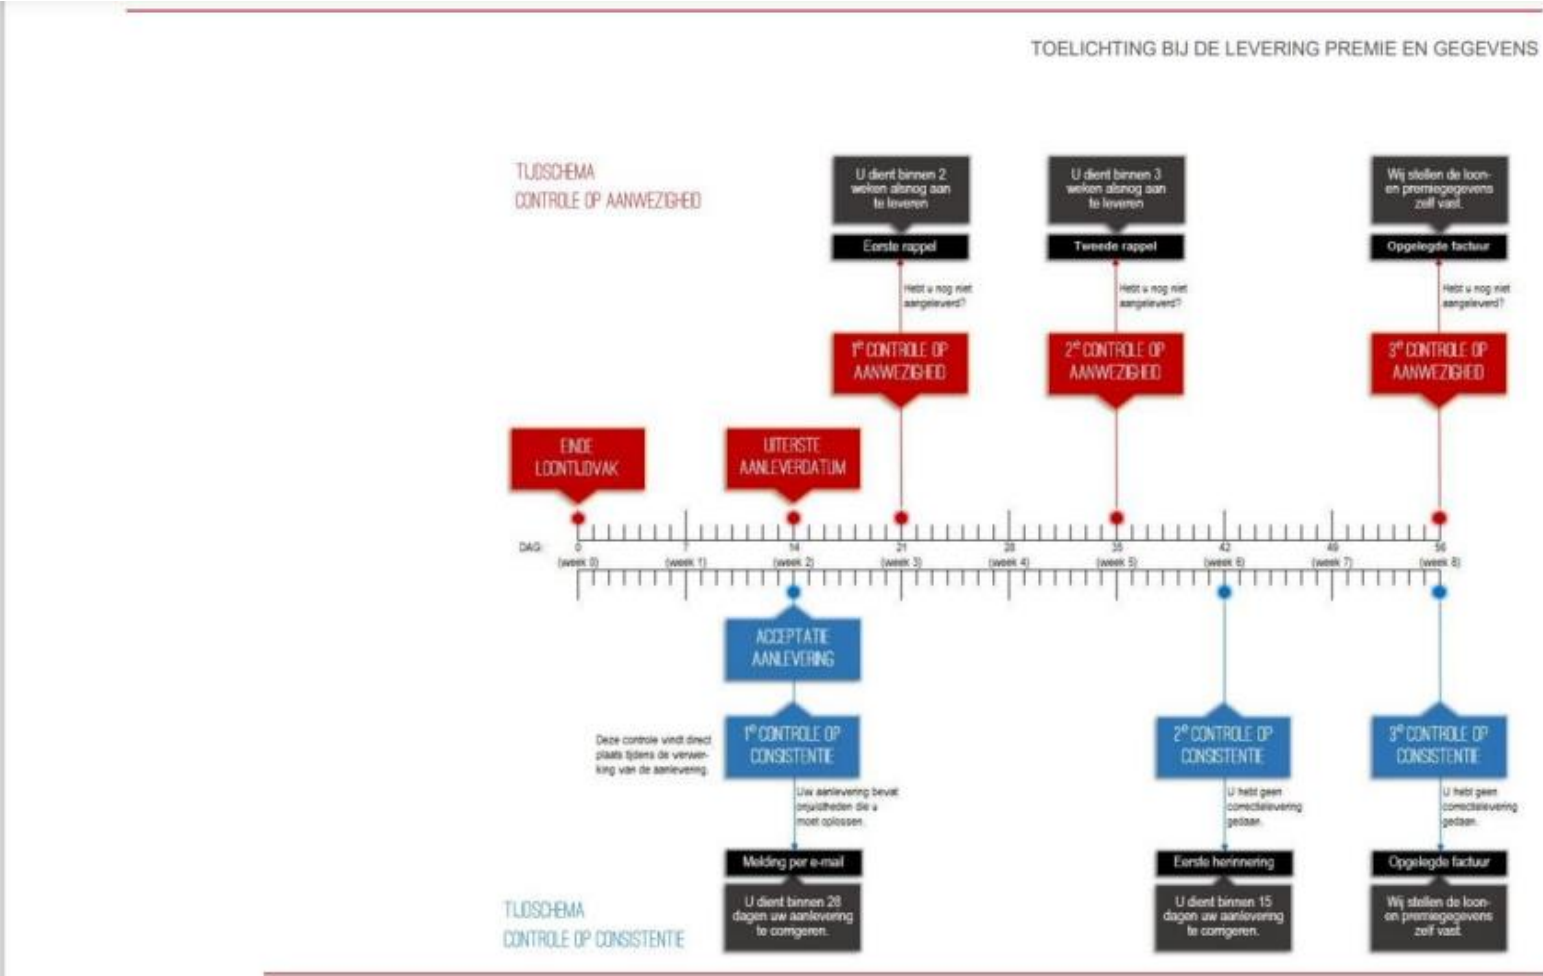 TOELICHTING BIJ DE LEVERING PREMIE EN GEGEVENS
TIJDSCHEMA
CONTROLE OP AANWEZIGHEID
U dient binnen 2
weken alsnog aan
te leveren
Eerste rappel
Hebt u nog niet
aangeleverd?
1e CONTROLE OP
AANWEZIGHEID
U dient binnen 3
weken alsnog aan
te leveren
Tweede rappel
Hebt u nog niet
aangeleverd?
2e CONTROLE OP
AANWEZIGHEID
Wij stellen de loon-
en premiegegevens
zelf vast.
Opgelegde factuur
Hebt u nog niet
aangeleverd?
3e CONTROLE OP
AANWEZIGHEID
EINDE
LOONTIJDVAK
UITERSTE
AANLEVERDATUM
DAG: 0 7 14 21 28 35 42 49 56
(week 0) (week 1) (week 2) (week 3) (week 4) (week 5) (week 6) (week 7) (week 8)
ACCEPTATIE
AANLEVERING
Deze controle vindt direct
plaats tijdens de verwer-
king van de aanlevering.
1e CONTROLE OP
CONSISTENTIE
Uw aanlevering bevat
onjuistheden die u
moet oplossen.
Melding per e-mail
U dient binnen 28
dagen uw aanlevering
te corrigeren.
2e CONTROLE OP
CONSISTENTIE
U hebt geen
correctielevering
gedaan.
Eerste herinnering
U dient binnen 15
dagen uw aanlevering
te corrigeren.
3e CONTROLE OP
CONSISTENTIE
U hebt geen
correctielevering
gedaan.
Opgelegde factuur
Wij stellen de loon-
en premiegegevens
zelf vast.
TIJDSCHEMA
CONTROLE OP CONSISTENTIE